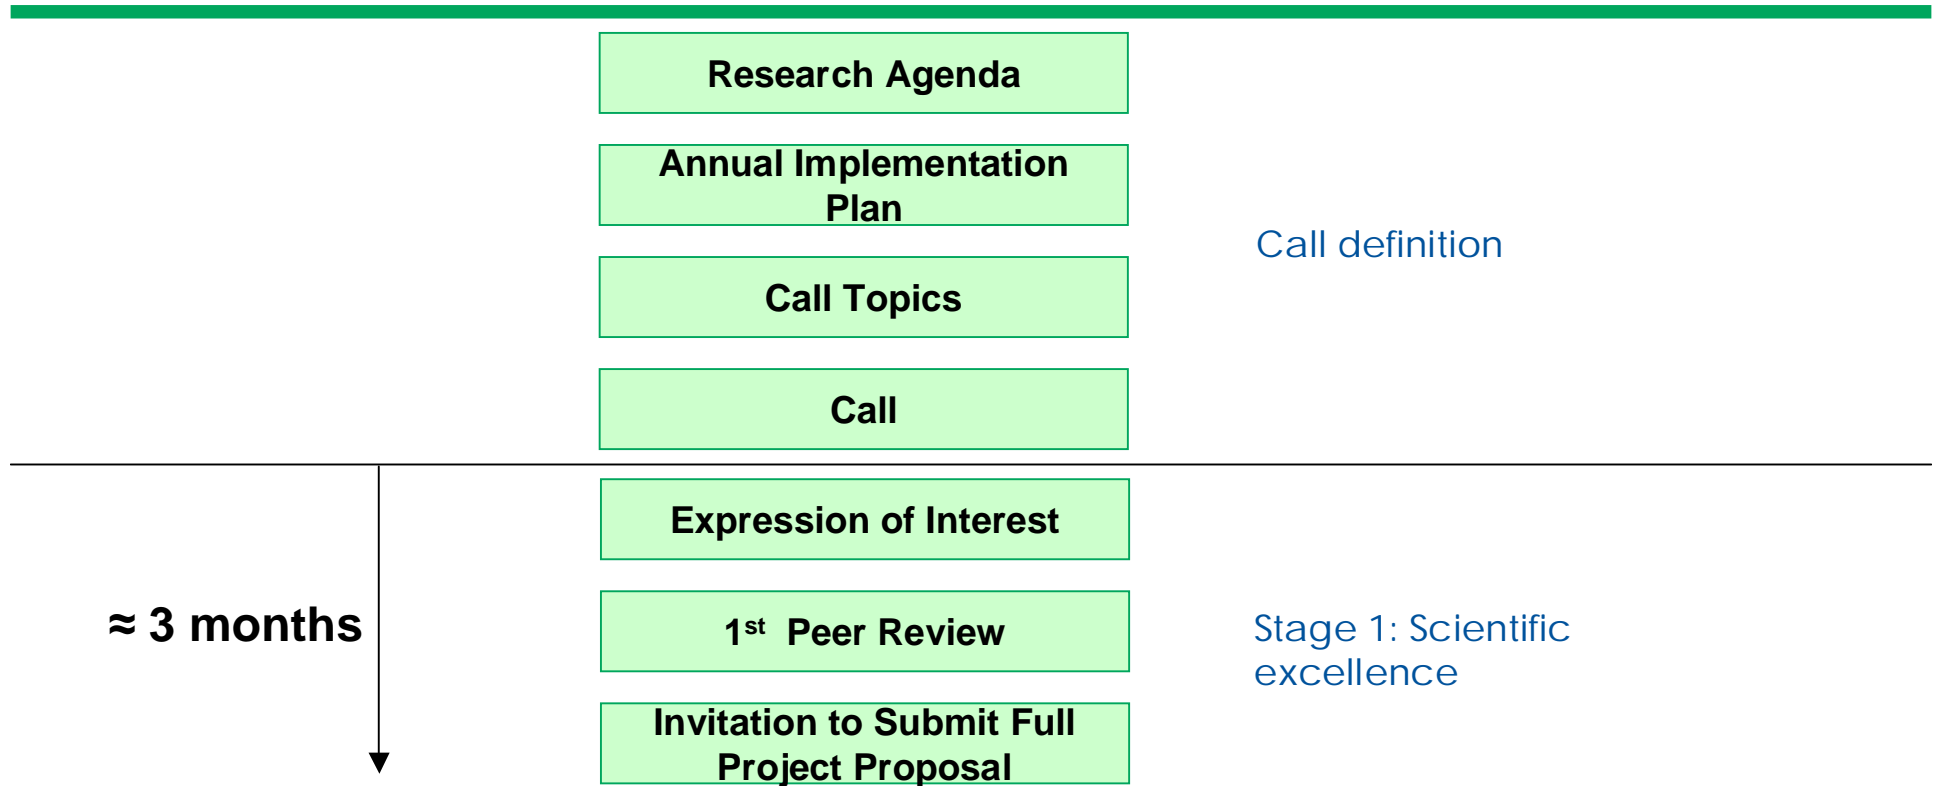 Research Agenda
Annual Implementation
Plan
Call definition
Call Topics
Call
Expression of Interest
≈ 3 months
1st Peer Review
Stage 1: Scientific
excellence
Invitation to Submit Full
Project Proposal